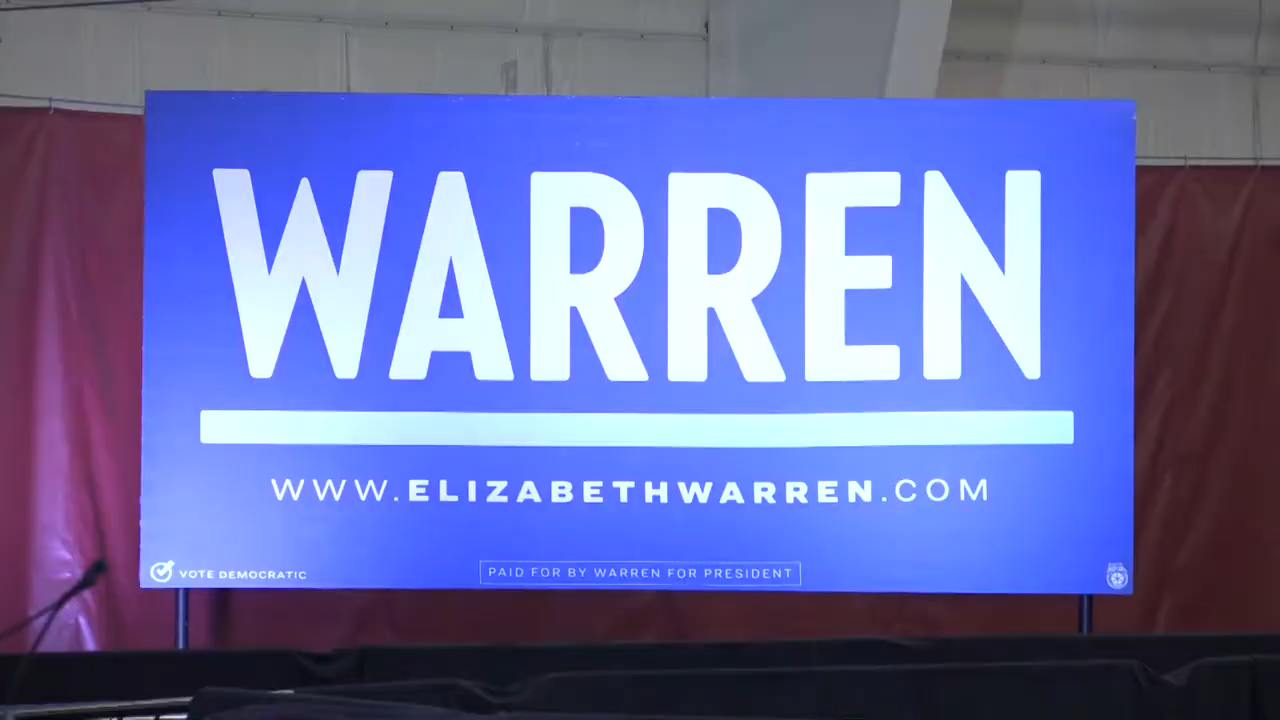 WARREN
WWW.ELIZABETHWARREN.COM
VOTE DEMOCRATIC
PAID FOR BY WARREN FOR PRESIDENT